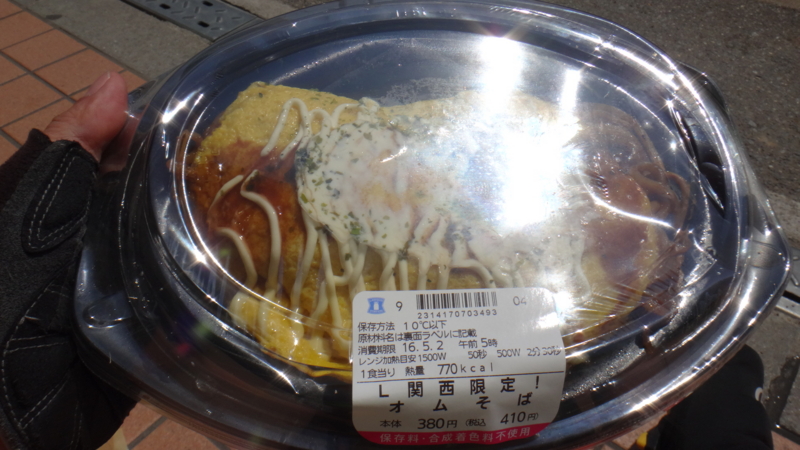 9 04
2314170703493
保存方法 10℃以下
原材料名は裏面ラベルに記載
消費期限 16.5.2 午前5時
レンジ加熱目安1500W 50秒 500W 2分30秒
1食当り 熱量 770kcal
L関西限定!
オムそば
本体 380円 (税込 410円)
保存料・合成着色料不使用